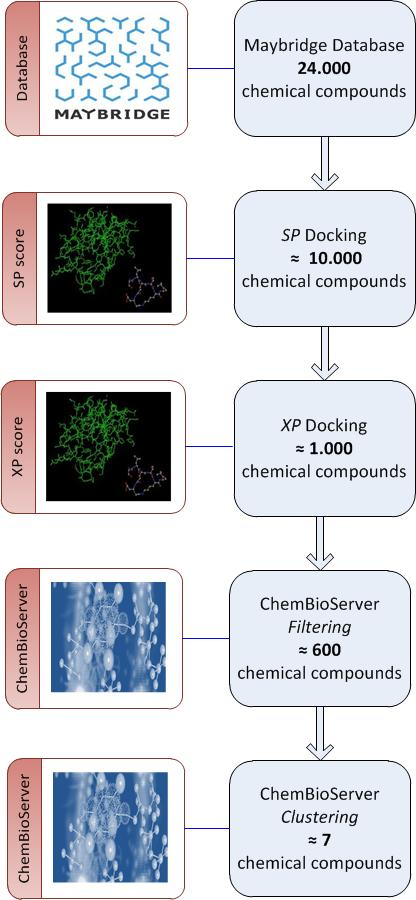 Database
MAYBRIDGE
Maybridge Database
24.000
chemical compounds
SP score
SP Docking
≈ 10.000
chemical compounds
XP score
XP Docking
≈ 1.000
chemical compounds
ChemBioServer
ChemBioServer
Filtering
≈ 600
chemical compounds
ChemBioServer
ChemBioServer
Clustering
≈ 7
chemical compounds